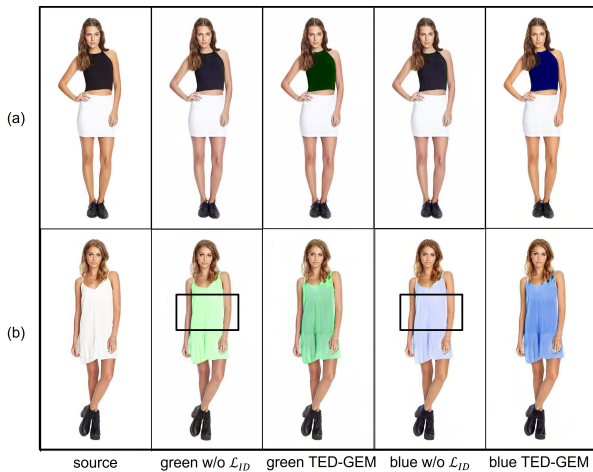 (a)
(b)
source green w/o ℒ_ID green TED-GEM blue w/o ℒ_ID blue TED-GEM